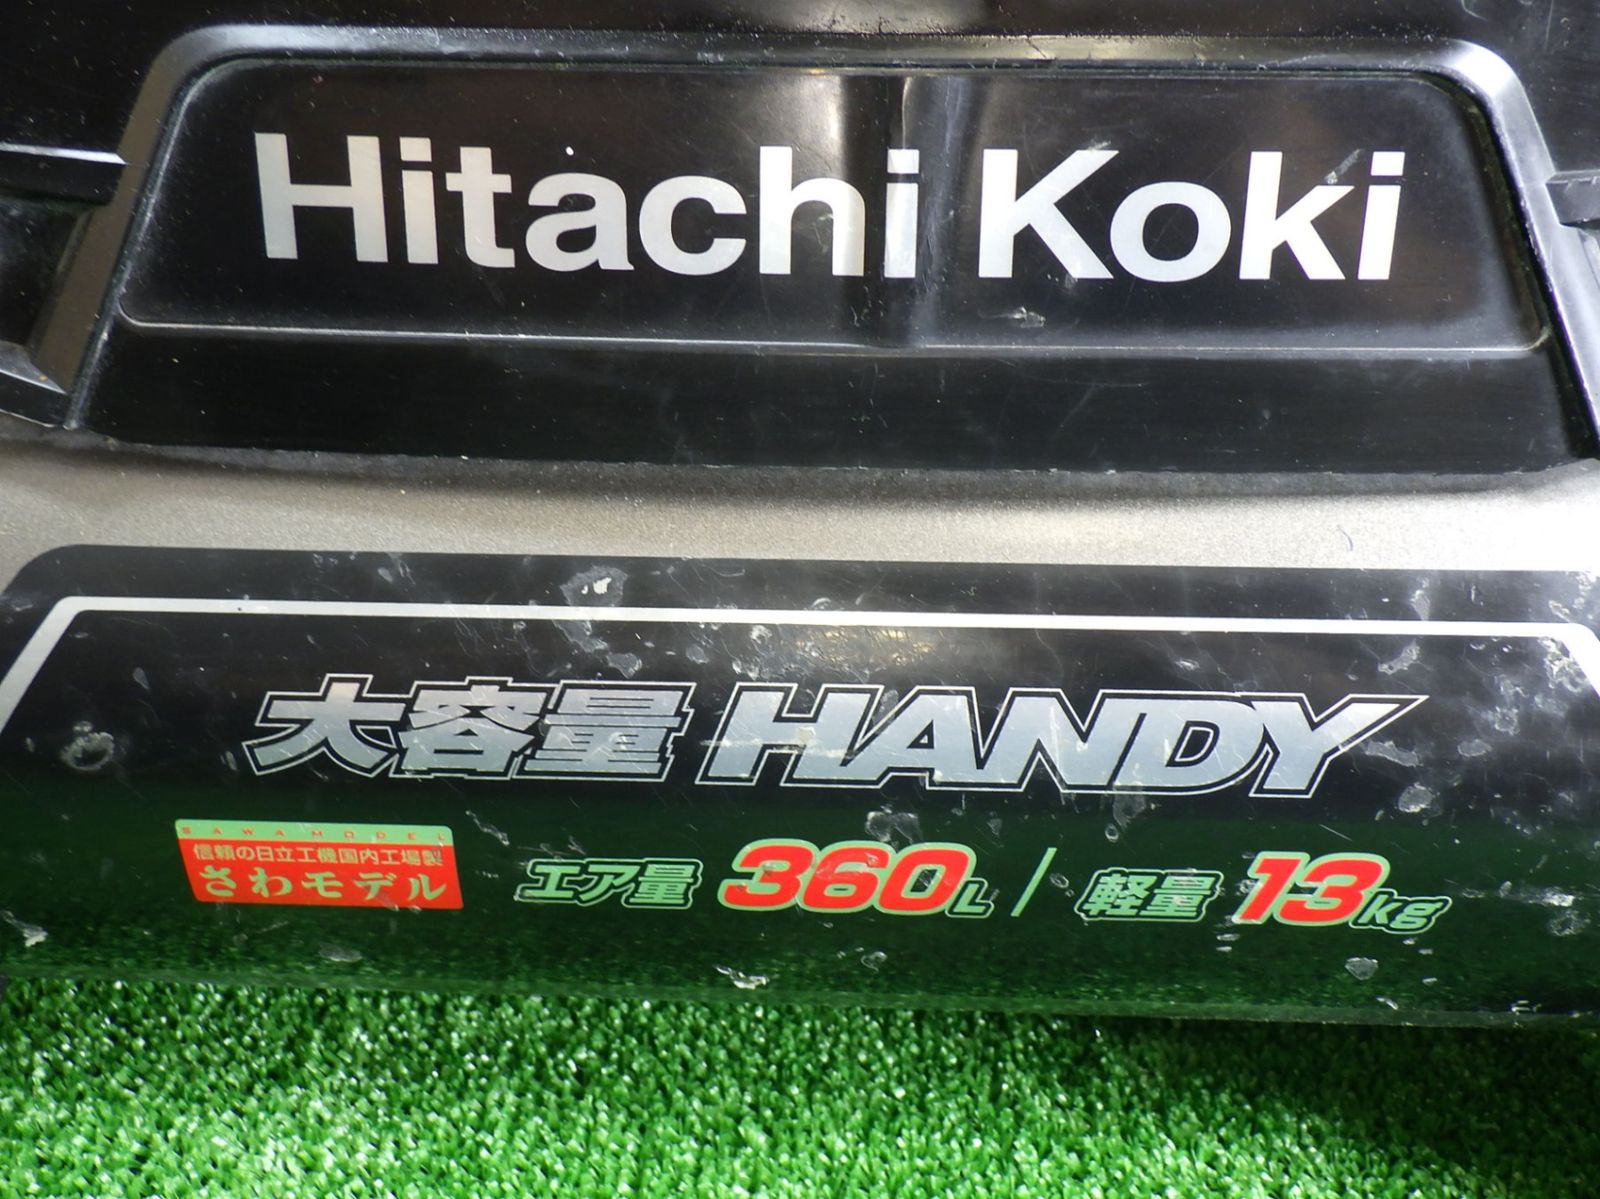 Hitachi Koki
大容量 HANDY
SAWAMODEL
信頼の日立工機国内工場製
さわモデル
エア量 360L / 軽量 13kg